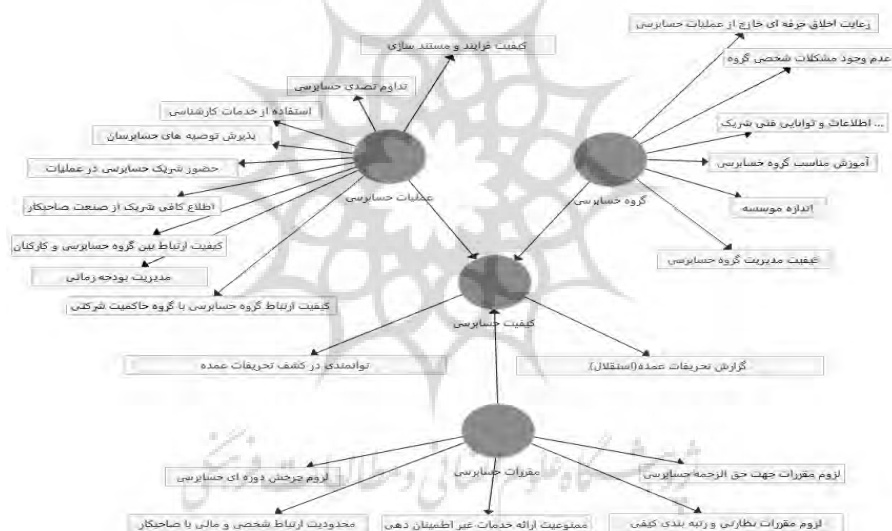 رعایت اخلاق حرفه ای خارج از عملیات حسابرسی
کیفیت فرایند و مستند سازی
عدم وجود مشکلات شخصی گروه
تداوم تصدی حسابرسی
استفاده از خدمات کارشناسی
اطلاعات و توانایی فنی شریک ...
پذیرش توصیه های حسابرسان
آموزش مناسب گروه حسابرسی
حضور شریک حسابرسی در عملیات
عملیات حسابرسی
گروه حسابرسی
اطلاع کافی شریک از صنعت صاحبکار
اندازه موسسه
کیفیت ارتباط بین گروه حسابرسی و کارکنان
کیفیت مدیریت گروه حسابرسی
مدیریت بودجه زمانی
کیفیت ارتباط گروه حسابرسی با گروه حاکمیت شرکتی
کیفیت حسابرسی
گزارش تحریفات عمده(استقلال)
توانمندی در کشف تحریفات عمده
مقررات حسابرسی
لزوم مقررات جهت حق الزحمه حسابرسی
لزوم چرخش دوره ای حسابرسی
لزوم مقررات نظارتی و رتبه بندی کیفی
ممنوعیت ارائه خدمات غیر اطمینان دهی
محدودیت ارتباط شخصی و مالی با صاحبکار
پژوهشگاه علوم انسانی و مطالعات فرهنگی